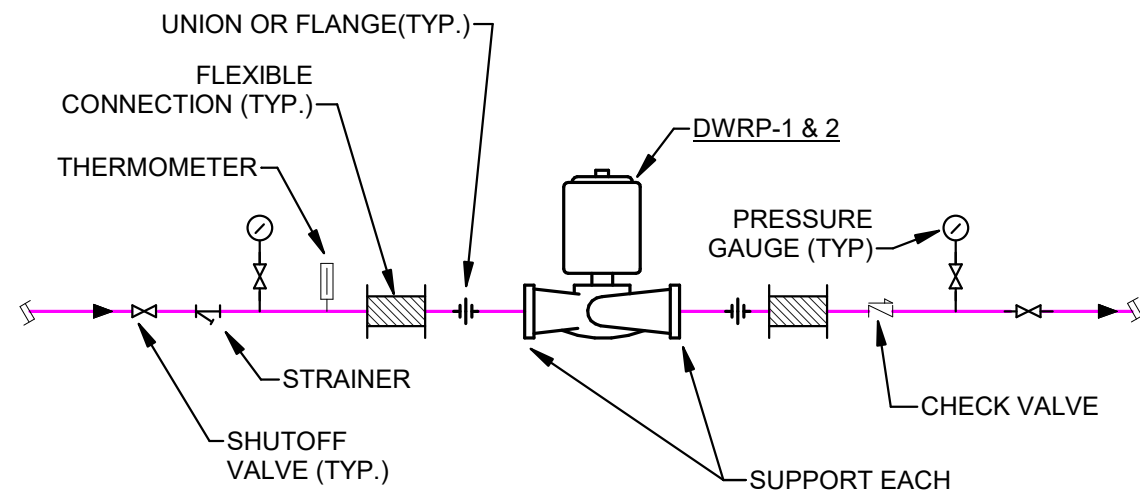 UNION OR FLANGE(TYP.)
FLEXIBLE
CONNECTION (TYP.)
THERMOMETER
DWRP-1 & 2
PRESSURE
GAUGE (TYP)
STRAINER
SHUTOFF
VALVE (TYP.)
CHECK VALVE
SUPPORT EACH